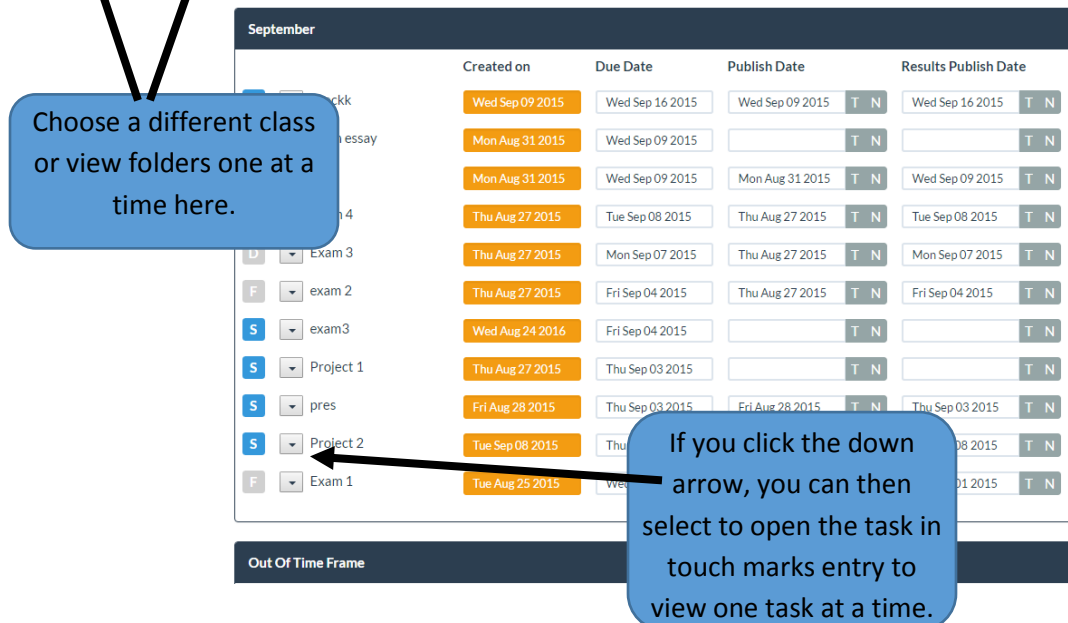 September
Created on Due Date Publish Date Results Publish Date
Wed Sep 09 2015 Wed Sep 16 2015 Wed Sep 09 2015 T N Wed Sep 16 2015 T N
essay Mon Aug 31 2015 Wed Sep 09 2015 T N T N
Mon Aug 31 2015 Wed Sep 09 2015 Mon Aug 31 2015 T N Wed Sep 09 2015 T N
4 Thu Aug 27 2015 Tue Sep 08 2015 Thu Aug 27 2015 T N Tue Sep 08 2015 T N
D Exam 3 Thu Aug 27 2015 Mon Sep 07 2015 Thu Aug 27 2015 T N Mon Sep 07 2015 T N
F exam 2 Thu Aug 27 2015 Fri Sep 04 2015 Thu Aug 27 2015 T N Fri Sep 04 2015 T N
S exam3 Wed Aug 24 2016 Fri Sep 04 2015 T N T N
S Project 1 Thu Aug 27 2015 Thu Sep 03 2015 T N T N
S pres Fri Aug 28 2015 Thu Sep 03 2015 Fri Aug 28 2015 T N Thu Sep 03 2015 T N
S Project 2 Tue Sep 08 2015 08 2015 T N
F Exam 1 Tue Aug 25 2015 01 2015 T N
Out Of Time Frame
Choose a different class
or view folders one at a
time here.
If you click the down
arrow, you can then
select to open the task in
touch marks entry to
view one task at a time.